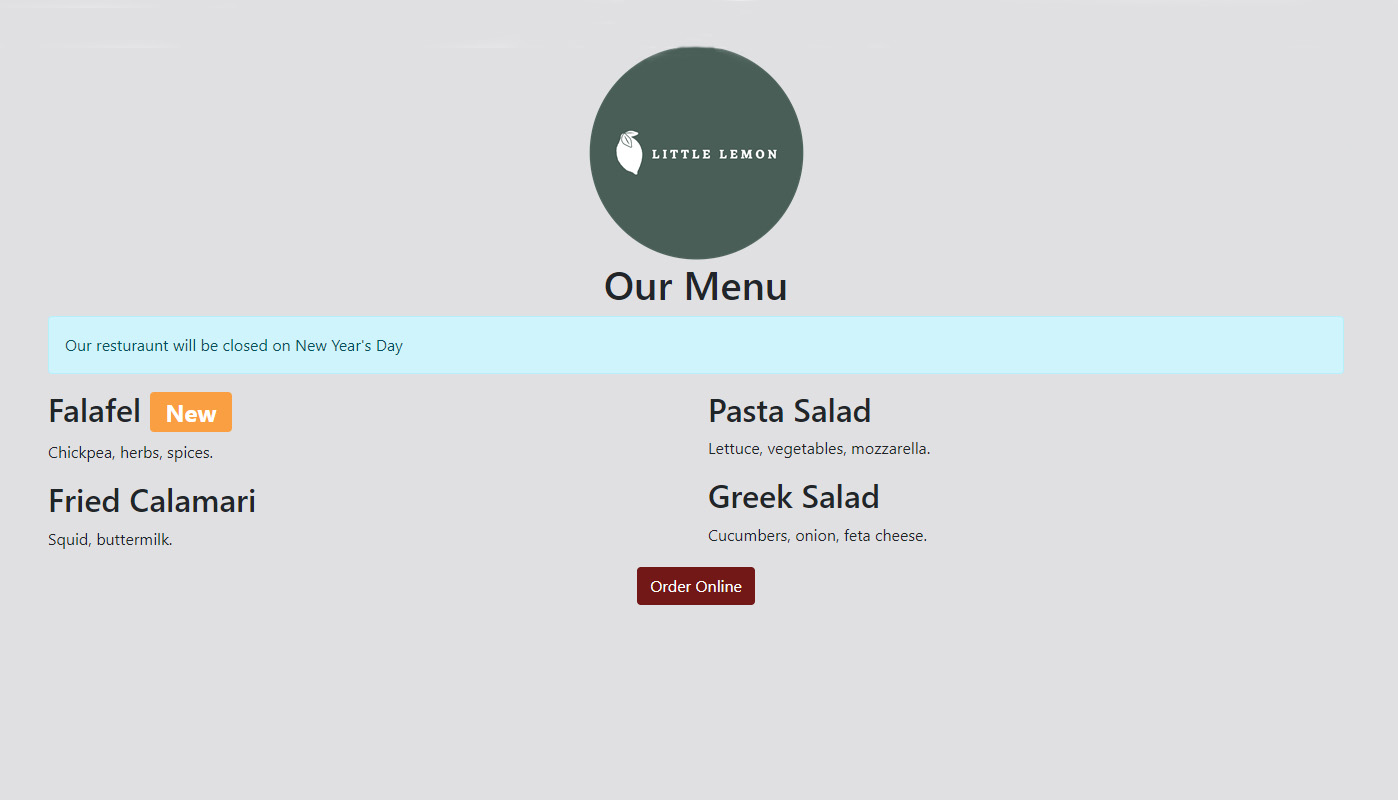 LITTLE LEMON
Our Menu
Our resturaunt will be closed on New Year's Day
Falafel New
Chickpea, herbs, spices.
Fried Calamari
Squid, buttermilk.
Pasta Salad
Lettuce, vegetables, mozzarella.
Greek Salad
Cucumbers, onion, feta cheese.
Order Online